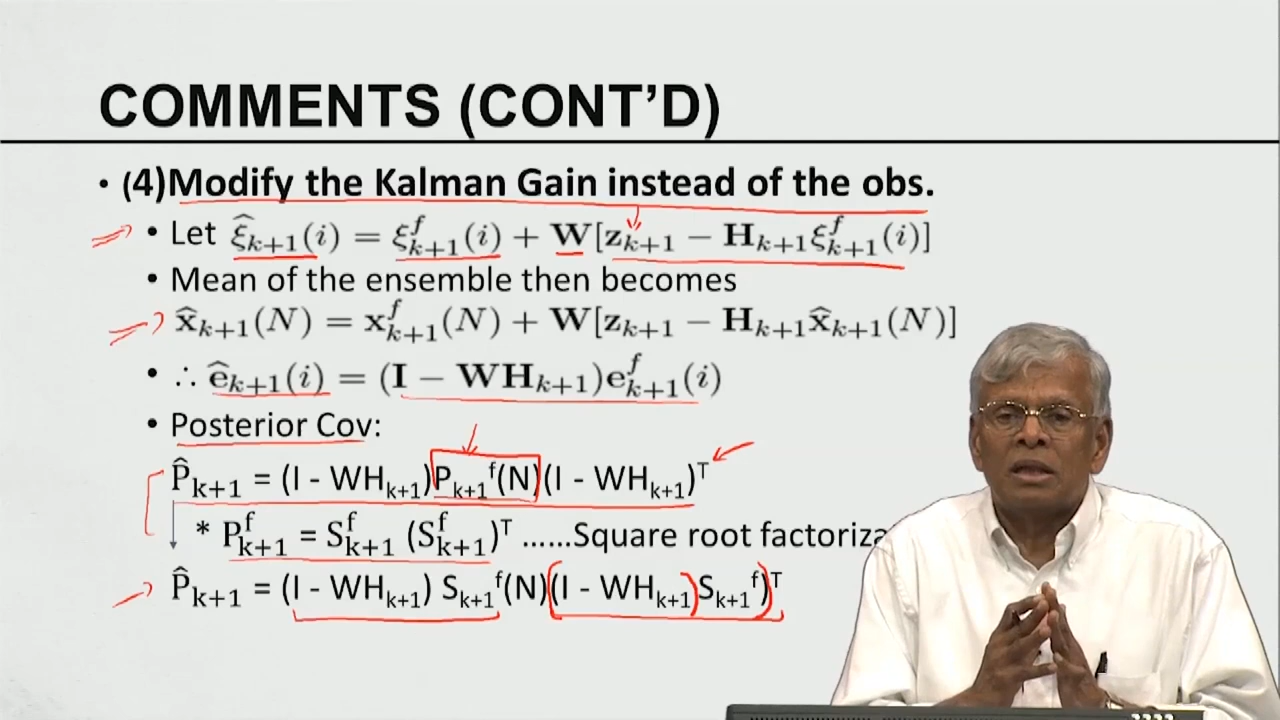 COMMENTS (CONT'D)
• (4)Modify the Kalman Gain instead of the obs.
• Let ξ̂ₖ₊₁(i) = ξᶠₖ₊₁(i) + W[zₖ₊₁ − Hₖ₊₁ξᶠₖ₊₁(i)]
• Mean of the ensemble then becomes
x̂ₖ₊₁(N) = xᶠₖ₊₁(N) + W[zₖ₊₁ − Hₖ₊₁x̂ₖ₊₁(N)]
• ∴ êₖ₊₁(i) = (I − WHₖ₊₁)eᶠₖ₊₁(i)
• Posterior Cov:
P̂ₖ₊₁ = (I - WHₖ₊₁)Pₖ₊₁ᶠ(N)(I - WHₖ₊₁)ᵀ
* Pᶠₖ₊₁ = Sᶠₖ₊₁ (Sᶠₖ₊₁)ᵀ ......Square root
P̂ₖ₊₁ = (I - WHₖ₊₁) Sₖ₊₁ᶠ(N)(I - WHₖ₊₁)Sₖ₊₁ᶠ)ᵀ